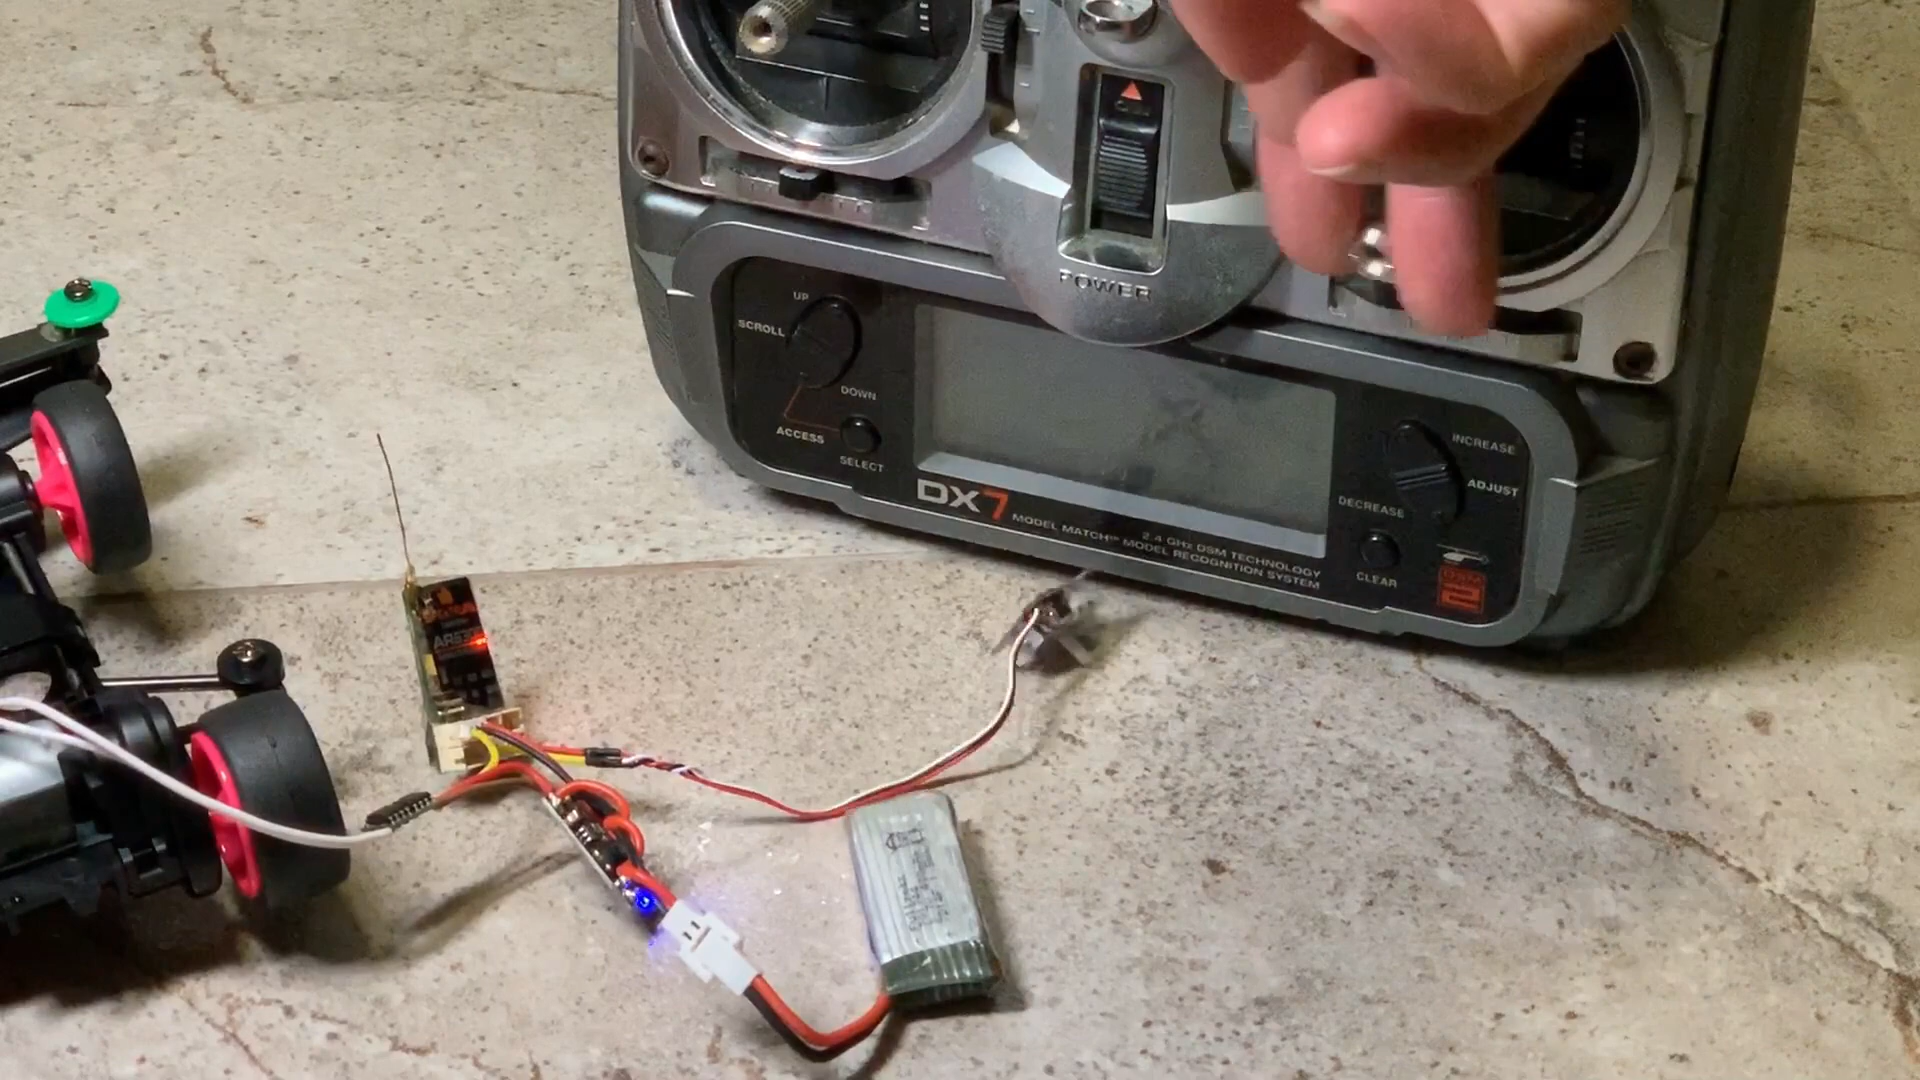 POWER
UP
SCROLL
DOWN
ACCESS
SELECT
INCREASE
ADJUST
DECREASE
CLEAR
DX7
2.4 GHz DSM TECHNOLOGY
MODEL MATCH™ MODEL RECOGNITION SYSTEM
DSM